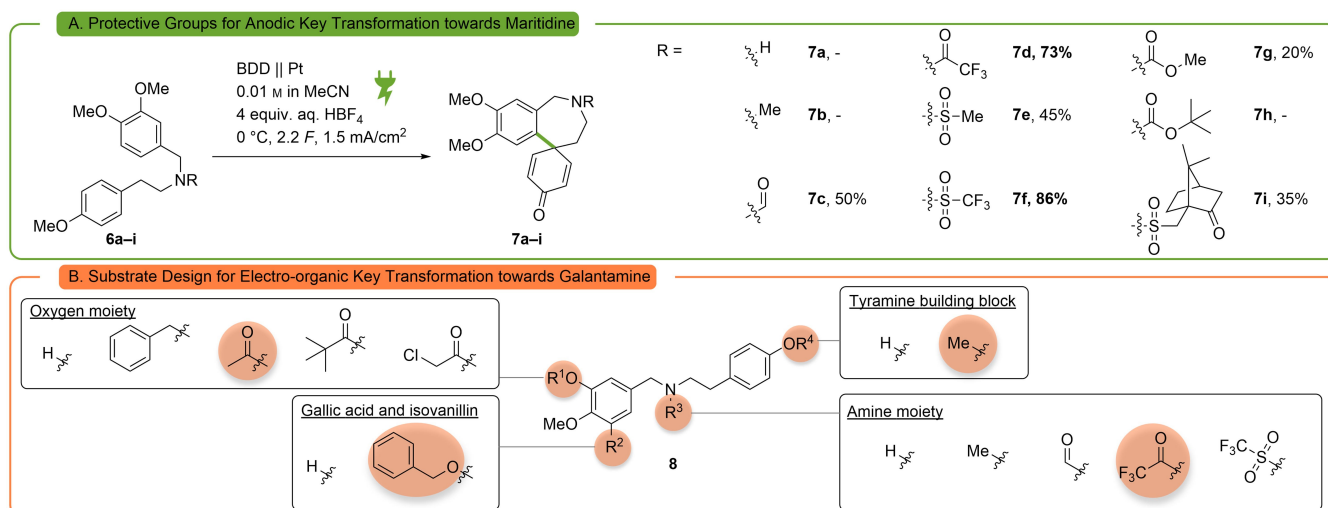 A. Protective Groups for Anodic Key Transformation towards Maritidine
OMe
MeO
NR
MeO
6a–i
BDD || Pt
0.01 M in MeCN
4 equiv. aq. HBF4
0 °C, 2.2 F, 1.5 mA/cm2
MeO
MeO
NR
O
7a–i
R =
H
7a, -
O
CF3
7d, 73%
O
O
Me
7g, 20%
Me
7b, -
O
S
O
Me
7e, 45%
O
O
7h, -
O
7c, 50%
O
S
O
CF3
7f, 86%
O
S
O
O
7i, 35%
B. Substrate Design for Electro-organic Key Transformation towards Galantamine
Oxygen moiety
H
O
O
Cl
O
Gallic acid and isovanillin
H
O
R1O
MeO
R2
N
R3
OR4
8
Tyramine building block
H
Me
Amine moiety
H
Me
O
O
F3C
F3C
O
S
O